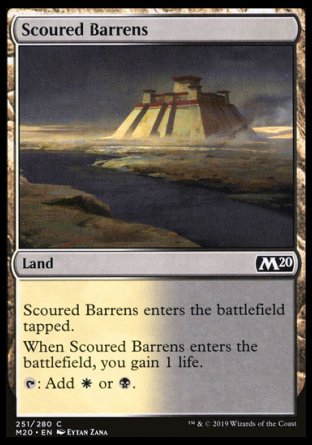 Scoured Barrens
Land
M20
Scoured Barrens enters the battlefield
tapped.
When Scoured Barrens enters the
battlefield, you gain 1 life.
: Add or .
251/280 C
M20 • EN Eytan Zana
™ & © 2019 Wizards of the Coast